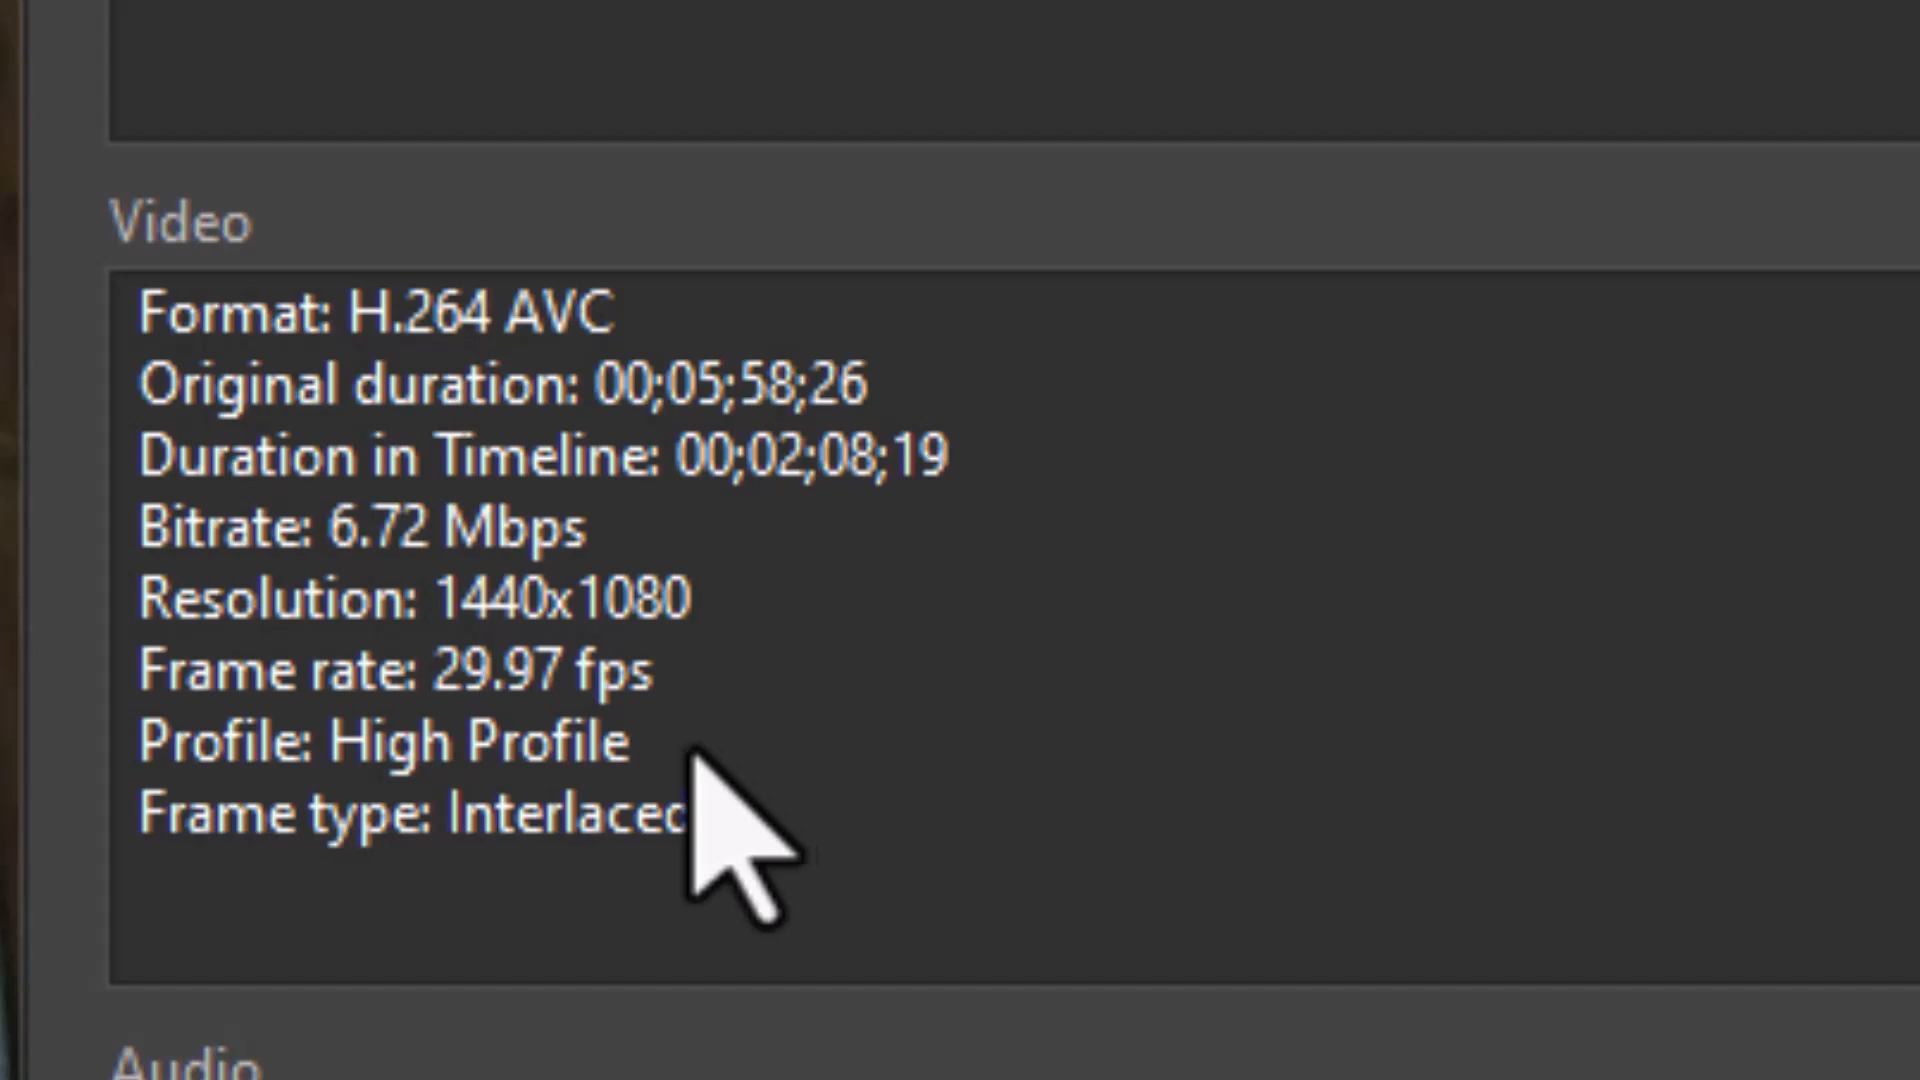 Video
Format: H.264 AVC
Original duration: 00;05;58;26
Duration in Timeline: 00;02;08;19
Bitrate: 6.72 Mbps
Resolution: 1440x1080
Frame rate: 29.97 fps
Profile: High Profile
Frame type: Interlaced
Audio